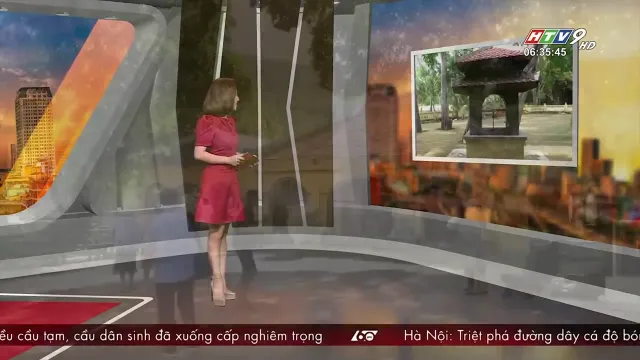 HTV9 HD
06:35:45
ều cầu tạm, cầu dân sinh đã xuống cấp nghiêm trọng
60
Hà Nội: Triệt phá đường dây cá độ bó